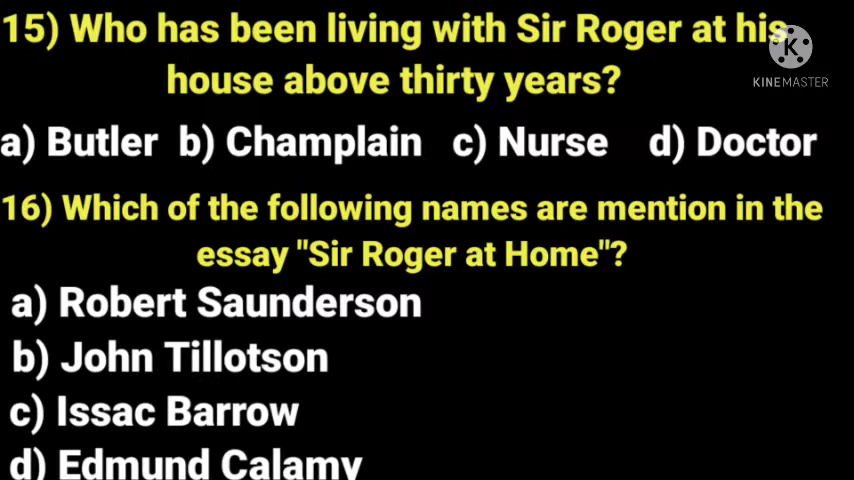 15) Who has been living with Sir Roger at his
K
KINEMASTER
house above thirty years?
a) Butler b) Champlain c) Nurse d) Doctor
16) Which of the following names are mention in the
essay "Sir Roger at Home"?
a) Robert Saunderson
b) John Tillotson
c) Issac Barrow
d) Edmund Calamy